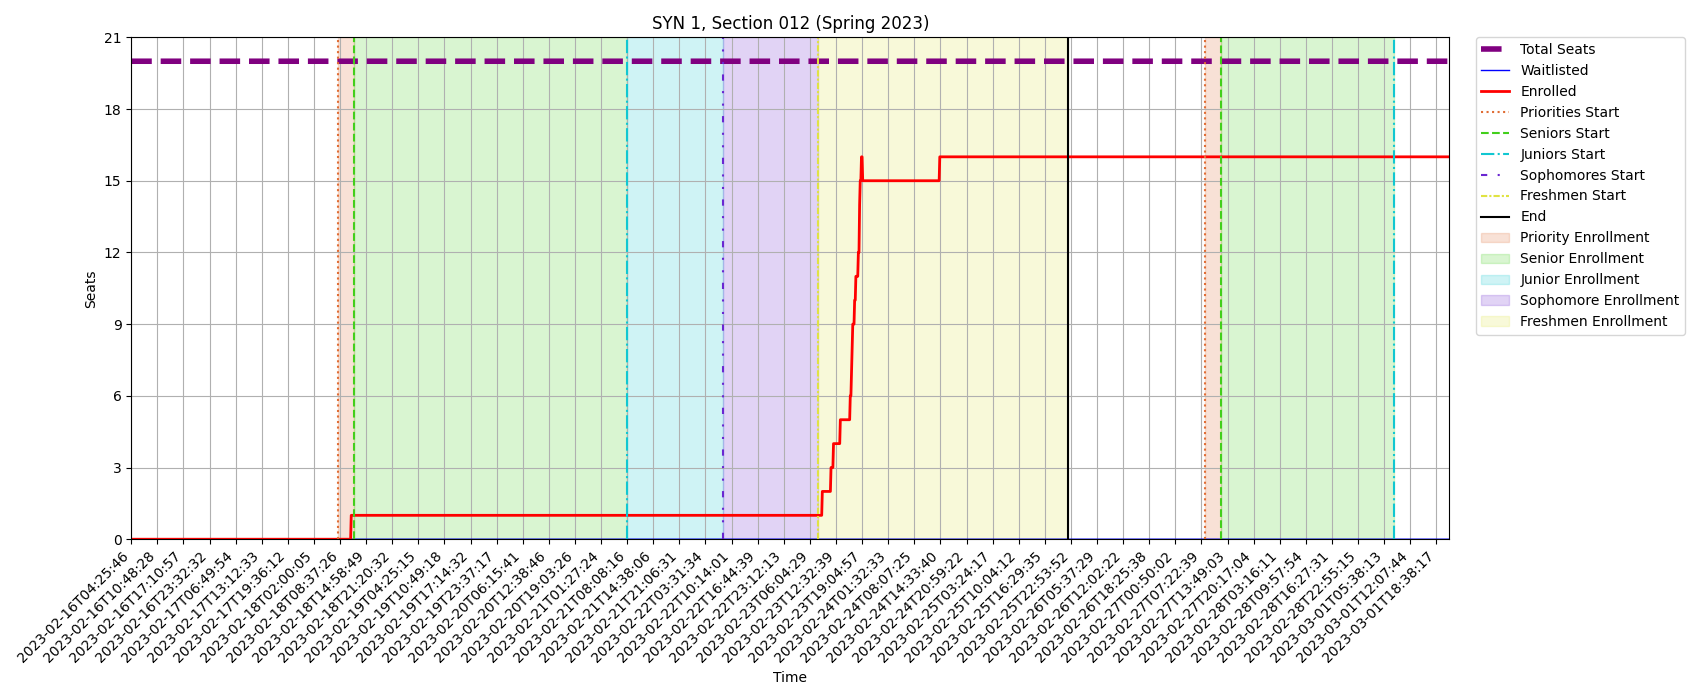 SYN 1, Section 012 (Spring 2023)
21
18
15
12
9
6
3
0
Seats
2023-02-16T04:25:46
2023-02-16T10:48:28
2023-02-16T17:10:57
2023-02-16T23:32:32
2023-02-17T06:49:54
2023-02-17T13:12:33
2023-02-17T19:36:12
2023-02-18T02:00:05
2023-02-18T08:37:26
2023-02-18T14:58:49
2023-02-18T21:20:32
2023-02-19T04:25:15
2023-02-19T10:49:18
2023-02-19T17:14:32
2023-02-19T23:37:17
2023-02-20T06:15:41
2023-02-20T12:38:46
2023-02-20T19:03:26
2023-02-21T01:27:24
2023-02-21T08:08:16
2023-02-21T14:38:06
2023-02-21T21:06:31
2023-02-22T03:31:34
2023-02-22T10:14:01
2023-02-22T16:44:39
2023-02-22T23:12:13
2023-02-23T06:04:29
2023-02-23T12:32:39
2023-02-23T19:04:57
2023-02-24T01:32:33
2023-02-24T08:07:25
2023-02-24T14:33:40
2023-02-24T20:59:22
2023-02-25T03:24:17
2023-02-25T10:04:12
2023-02-25T16:29:35
2023-02-25T22:53:52
2023-02-26T05:37:29
2023-02-26T12:02:22
2023-02-26T18:25:38
2023-02-27T00:50:02
2023-02-27T07:22:39
2023-02-27T13:49:03
2023-02-27T20:17:04
2023-02-28T03:16:11
2023-02-28T09:57:54
2023-02-28T16:27:31
2023-02-28T22:55:15
2023-03-01T05:38:13
2023-03-01T12:07:44
2023-03-01T18:38:17
Time
Total Seats
Waitlisted
Enrolled
Priorities Start
Seniors Start
Juniors Start
Sophomores Start
Freshmen Start
End
Priority Enrollment
Senior Enrollment
Junior Enrollment
Sophomore Enrollment
Freshmen Enrollment